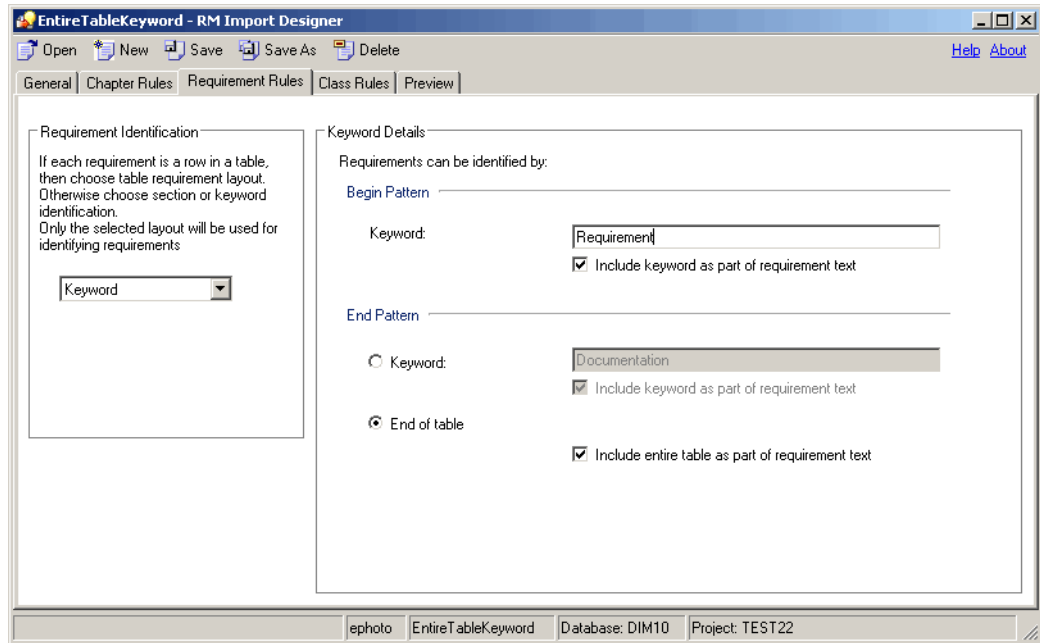 EntireTableKeyword - RM Import Designer
Open New Save Save As Delete Help About
General Chapter Rules Requirement Rules Class Rules Preview
Requirement Identification
If each requirement is a row in a table,
then choose table requirement layout.
Otherwise choose section or keyword
identification.
Only the selected layout will be used for
identifying requirements
Keyword
Keyword Details
Requirements can be identified by:
Begin Pattern
Keyword: Requirement
Include keyword as part of requirement text
End Pattern
Keyword: Documentation
Include keyword as part of requirement text
End of table
Include entire table as part of requirement text
ephoto EntireTableKeyword Database: DIM10 Project: TEST22